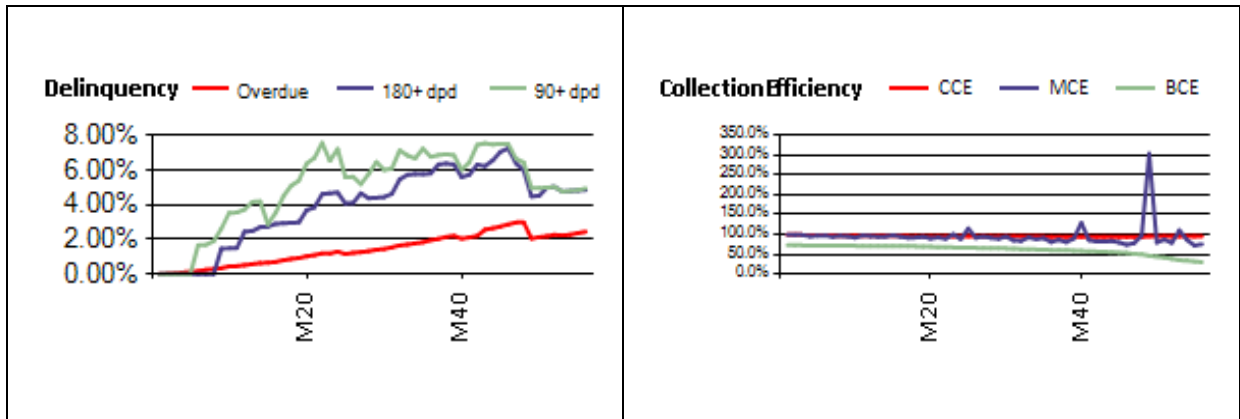 Delinquency Overdue 180+ dpd 90+ dpd
8.00%
6.00%
4.00%
2.00%
0.00%
M20
M40
Collection Efficiency CCE MCE BCE
350.0%
300.0%
250.0%
200.0%
150.0%
100.0%
50.0%
0.0%
M20
M40